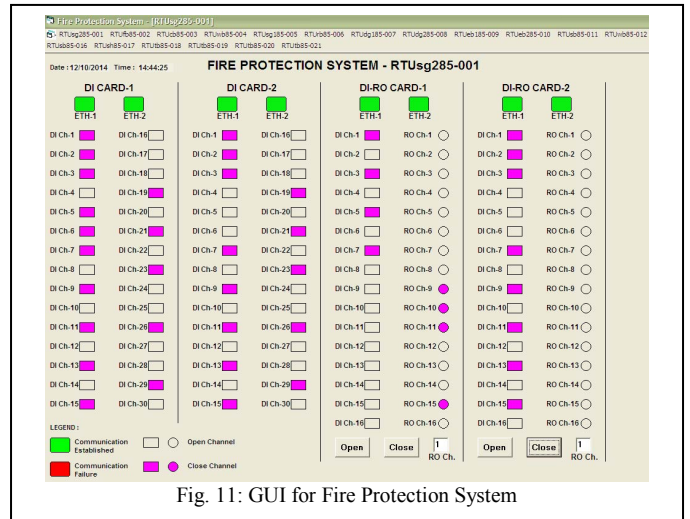 Fire Protection System - [RTUsg285-001]
RTUsg285-001 RTUfb85-002 RTUcb85-003 RTUwb85-004 RTUsg185-005 RTUrb85-006 RTUdg185-007 RTUdg285-008 RTUeb185-009 RTUeb285-010 RTUsb85-011 RTUwb85-012
RTUsb85-016 RTUsh85-017 RTUtb85-018 RTUtb85-019 RTUtb85-020 RTUtb85-021
Date : 12/10/2014 Time : 14:44:25 FIRE PROTECTION SYSTEM - RTUsg285-001
DI CARD-1 DI CARD-2 DI-RO CARD-1 DI-RO CARD-2
ETH-1 ETH-2 ETH-1 ETH-2 ETH-1 ETH-2 ETH-1 ETH-2
DI Ch-1 DI Ch-16 DI Ch-1 DI Ch-16 DI Ch-1 RO Ch-1 DI Ch-1 RO Ch-1
DI Ch-2 DI Ch-17 DI Ch-2 DI Ch-17 DI Ch-2 RO Ch-2 DI Ch-2 RO Ch-2
DI Ch-3 DI Ch-18 DI Ch-3 DI Ch-18 DI Ch-3 RO Ch-3 DI Ch-3 RO Ch-3
DI Ch-4 DI Ch-19 DI Ch-4 DI Ch-19 DI Ch-4 RO Ch-4 DI Ch-4 RO Ch-4
DI Ch-5 DI Ch-20 DI Ch-5 DI Ch-20 DI Ch-5 RO Ch-5 DI Ch-5 RO Ch-5
DI Ch-6 DI Ch-21 DI Ch-6 DI Ch-21 DI Ch-6 RO Ch-6 DI Ch-6 RO Ch-6
DI Ch-7 DI Ch-22 DI Ch-7 DI Ch-22 DI Ch-7 RO Ch-7 DI Ch-7 RO Ch-7
DI Ch-8 DI Ch-23 DI Ch-8 DI Ch-23 DI Ch-8 RO Ch-8 DI Ch-8 RO Ch-8
DI Ch-9 DI Ch-24 DI Ch-9 DI Ch-24 DI Ch-9 RO Ch-9 DI Ch-9 RO Ch-9
DI Ch-10 DI Ch-25 DI Ch-10 DI Ch-25 DI Ch-10 RO Ch-10 DI Ch-10 RO Ch-10
DI Ch-11 DI Ch-26 DI Ch-11 DI Ch-26 DI Ch-11 RO Ch-11 DI Ch-11 RO Ch-11
DI Ch-12 DI Ch-27 DI Ch-12 DI Ch-27 DI Ch-12 RO Ch-12 DI Ch-12 RO Ch-12
DI Ch-13 DI Ch-28 DI Ch-13 DI Ch-28 DI Ch-13 RO Ch-13 DI Ch-13 RO Ch-13
DI Ch-14 DI Ch-29 DI Ch-14 DI Ch-29 DI Ch-14 RO Ch-14 DI Ch-14 RO Ch-14
DI Ch-15 DI Ch-30 DI Ch-15 DI Ch-30 DI Ch-15 RO Ch-15 DI Ch-15 RO Ch-15
LEGEND : DI Ch-16 RO Ch-16 DI Ch-16 RO Ch-16
Communication Established Open Channel Open Close 1 RO Ch. Open Close 1 RO Ch.
Communication Failure Close Channel
Fig. 11: GUI for Fire Protection System